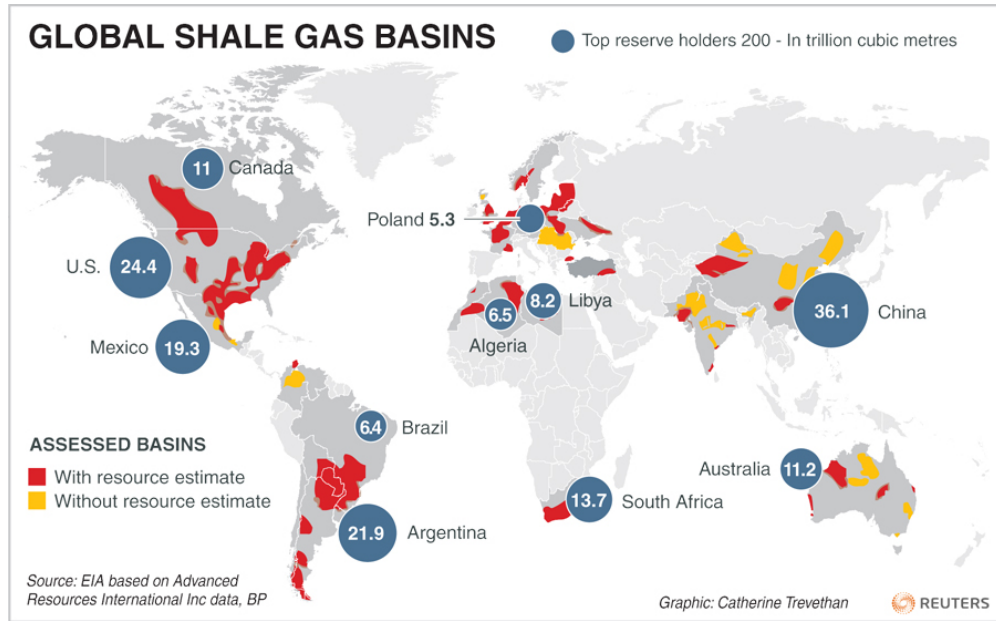 GLOBAL SHALE GAS BASINS
Top reserve holders 200 - In trillion cubic metres
11 Canada
Poland 5.3
U.S. 24.4
8.2 Libya
6.5
Algeria
36.1 China
Mexico 19.3
6.4 Brazil
ASSESSED BASINS
With resource estimate
Without resource estimate
Australia 11.2
13.7 South Africa
21.9 Argentina
Source: EIA based on Advanced
Resources International Inc data, BP
Graphic: Catherine Trevethan
REUTERS